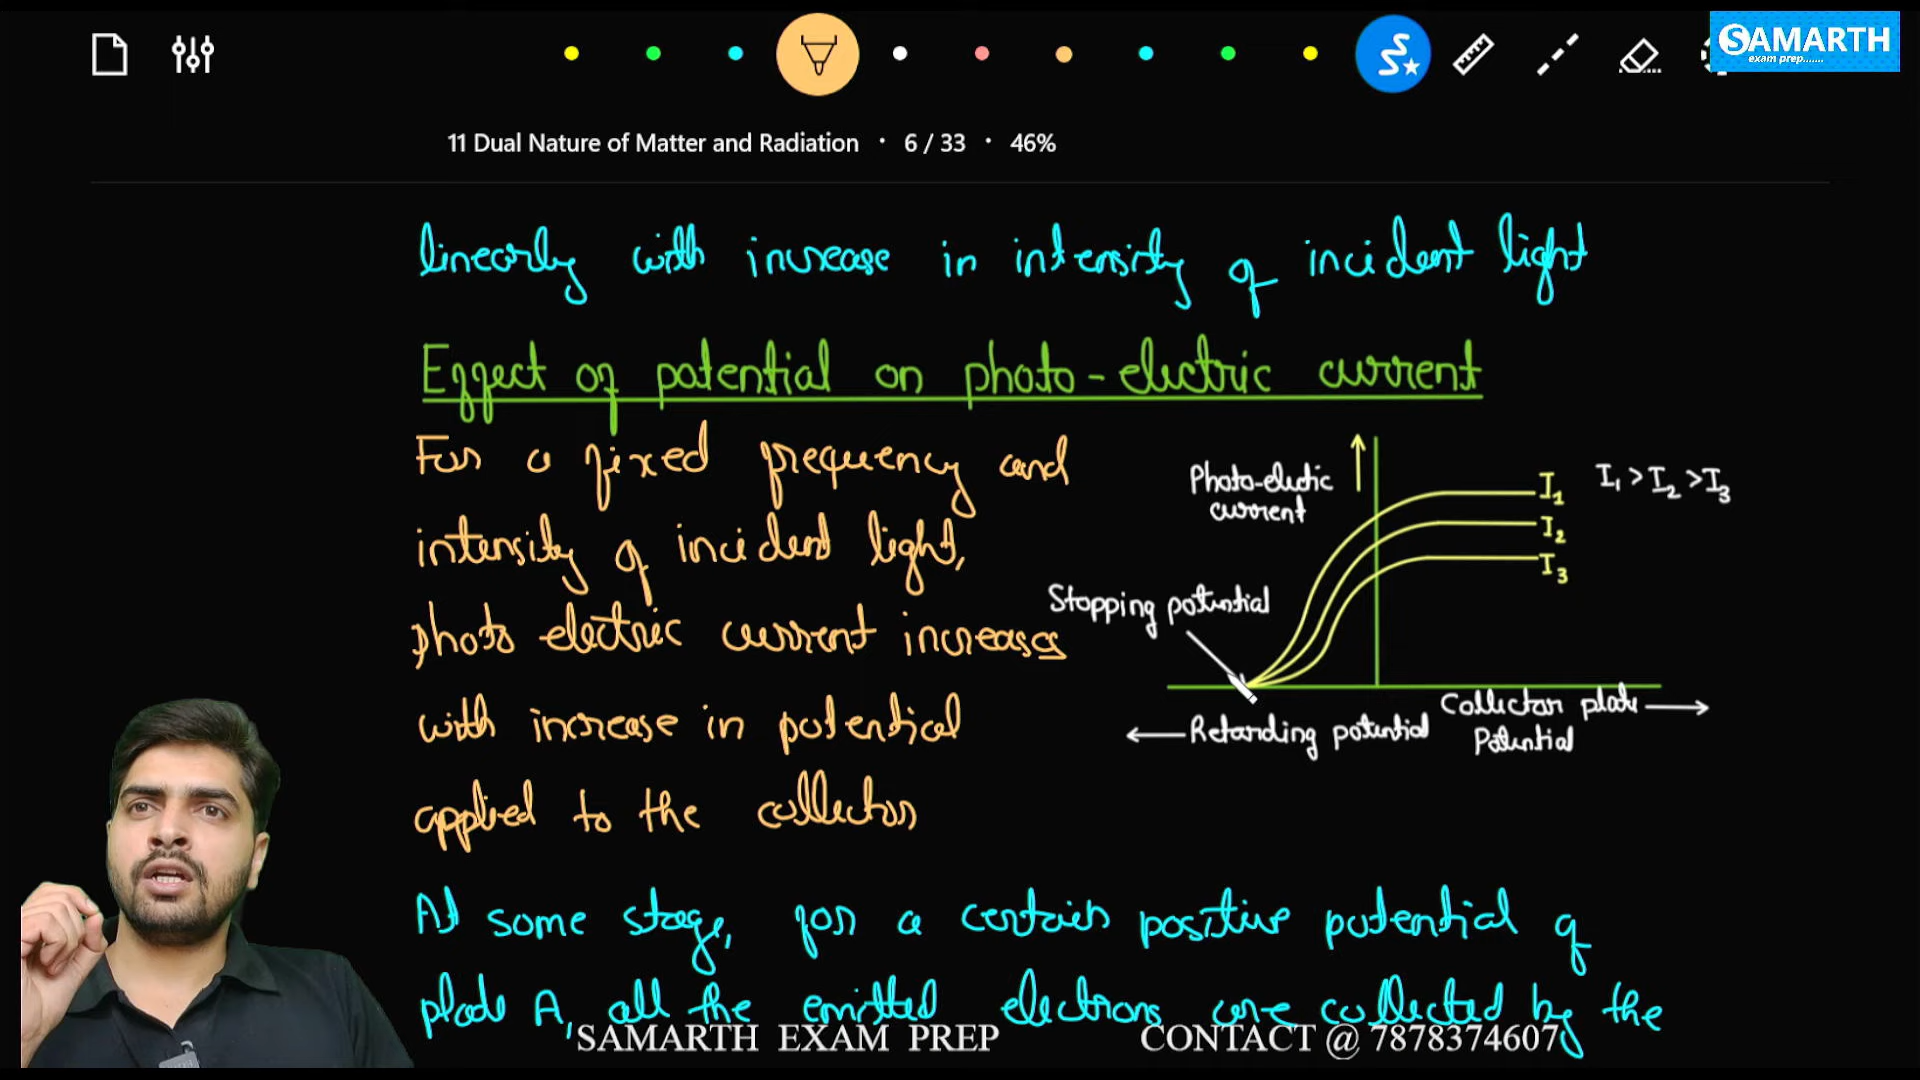 SAMARTH
exam prep.......
11 Dual Nature of Matter and Radiation • 6 / 33 • 46%
linearly with increase in intensity of incident light
Effect of potential on photo-electric current
For a fixed frequency and
intensity of incident light,
photo electric current increases
with increase in potential
applied to the collector
Photo-electic
current
I1
I2
I3
I1 > I2 > I3
Stopping potential
Retarding potential
Collector plate
Potential
At some stage, for a certain positive potential of
plate A, all the emitted electrons are collected by the
SAMARTH EXAM PREP CONTACT @ 7878374607